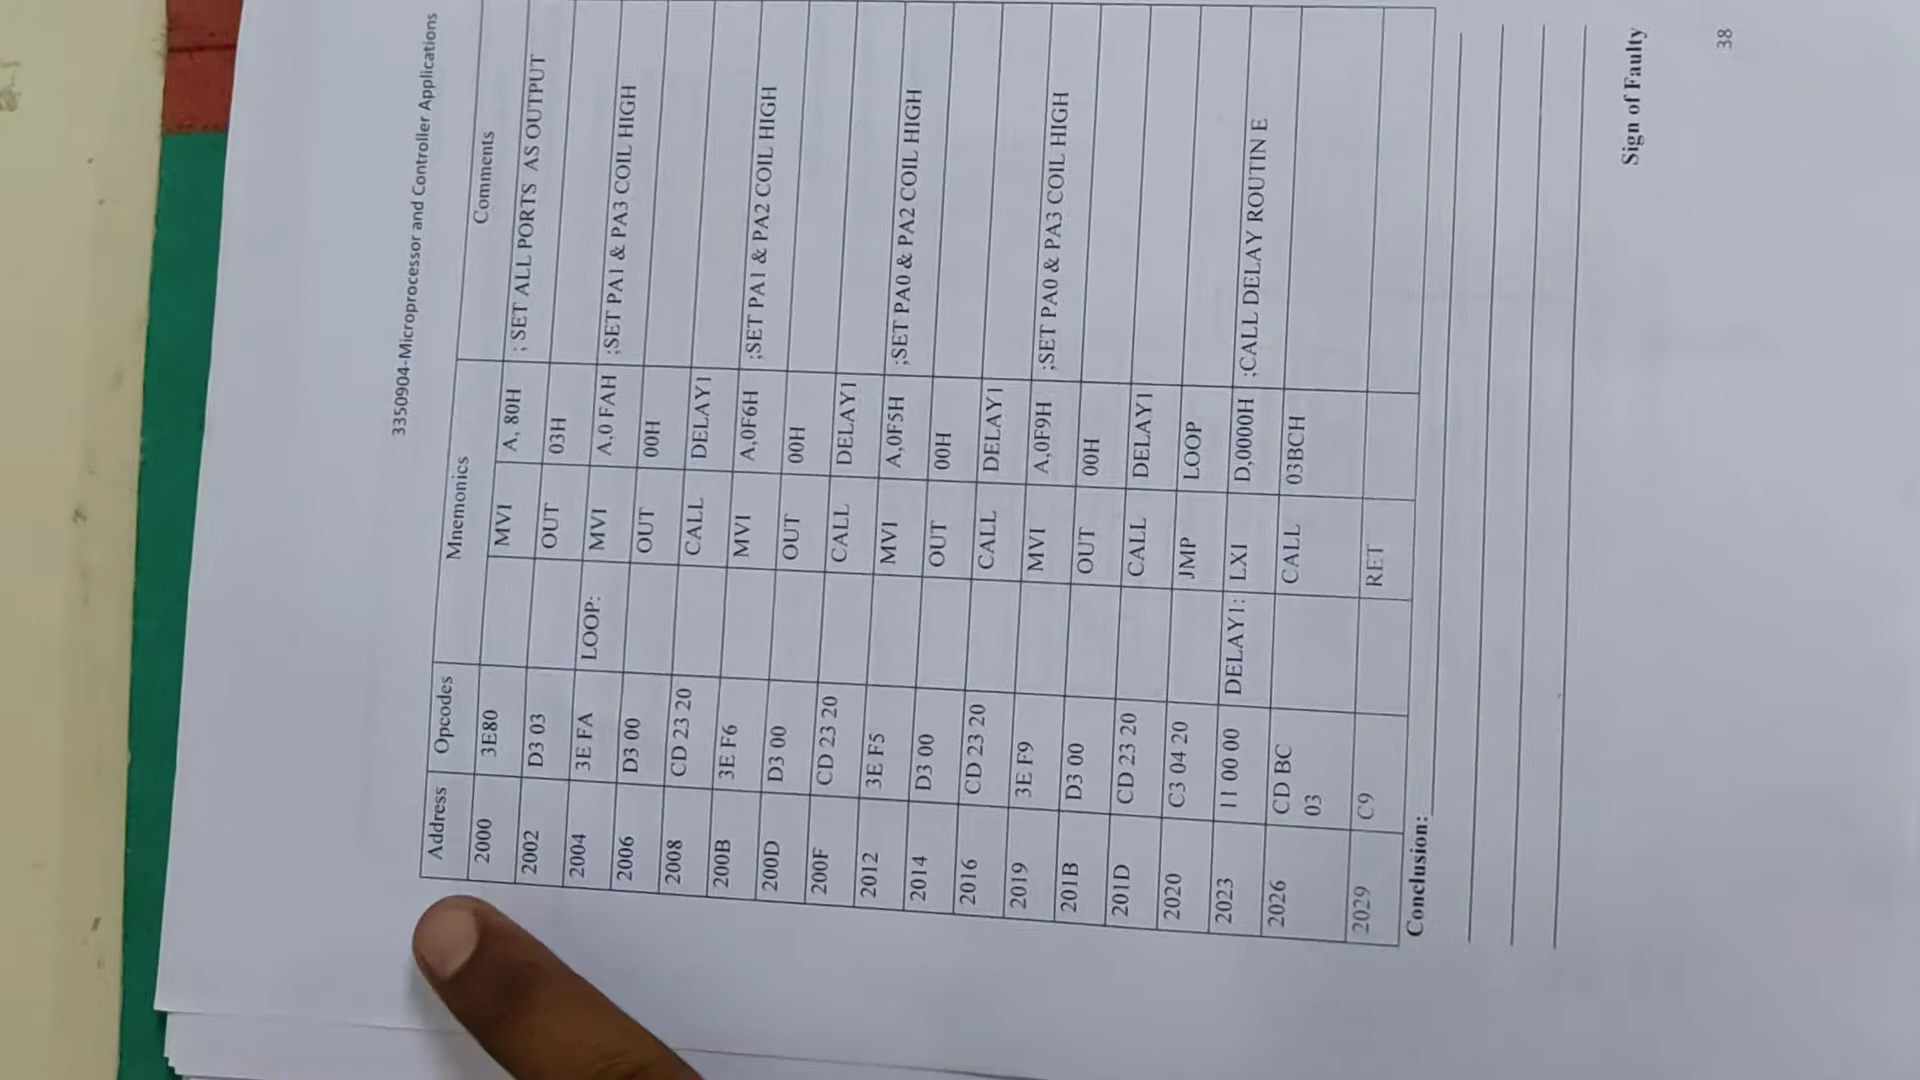 3350904-Microprocessor and Controller Applications
Address Opcodes Mnemonics Comments
2000 3E80 MVI A, 80H ; SET ALL PORTS AS OUTPUT
2002 D3 03 OUT 03H
2004 3E FA LOOP: MVI A,0 FAH ;SET PA1 & PA3 COIL HIGH
2006 D3 00 OUT 00H
2008 CD 23 20 CALL DELAY1
200B 3E F6 MVI A,0F6H ;SET PA1 & PA2 COIL HIGH
200D D3 00 OUT 00H
200F CD 23 20 CALL DELAY1
2012 3E F5 MVI A,0F5H ;SET PA0 & PA2 COIL HIGH
2014 D3 00 OUT 00H
2016 CD 23 20 CALL DELAY1
2019 3E F9 MVI A,0F9H ;SET PA0 & PA3 COIL HIGH
201B D3 00 OUT 00H
201D CD 23 20 CALL DELAY1
2020 C3 04 20 JMP LOOP
2023 11 00 00 DELAY1: LXI D,0000H ;CALL DELAY ROUTIN E
2026 CD BC 03 CALL 03BCH
2029 C9 RET
Conclusion:
Sign of Faulty
38